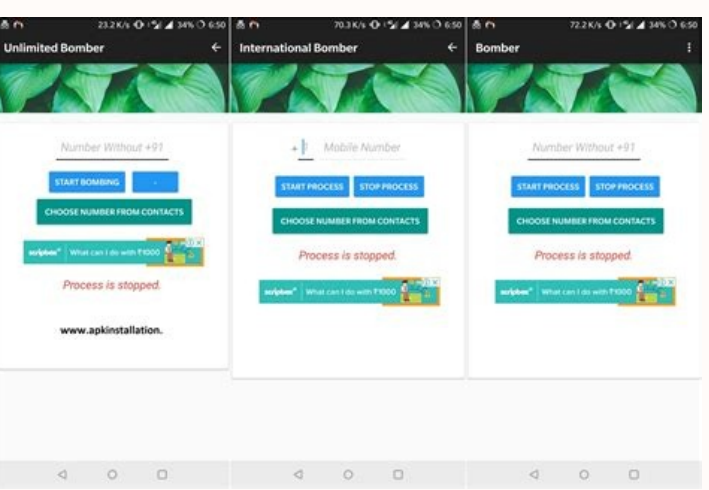 23.2 K/s 34% 6:50
Unlimited Bomber
Number Without +91
START BOMBING
-
CHOOSE NUMBER FROM CONTACTS
scripbox What can I do with ₹1000
Process is stopped.
www.apkinstallation.
70.3 K/s 34% 6:50
International Bomber
+ Mobile Number
START PROCESS STOP PROCESS
CHOOSE NUMBER FROM CONTACTS
Process is stopped.
scripbox What can I do with ₹1000
72.2 K/s 34% 6:50
Bomber
Number Without +91
START PROCESS STOP PROCESS
CHOOSE NUMBER FROM CONTACTS
Process is stopped.
scripbox What can I do with ₹1000